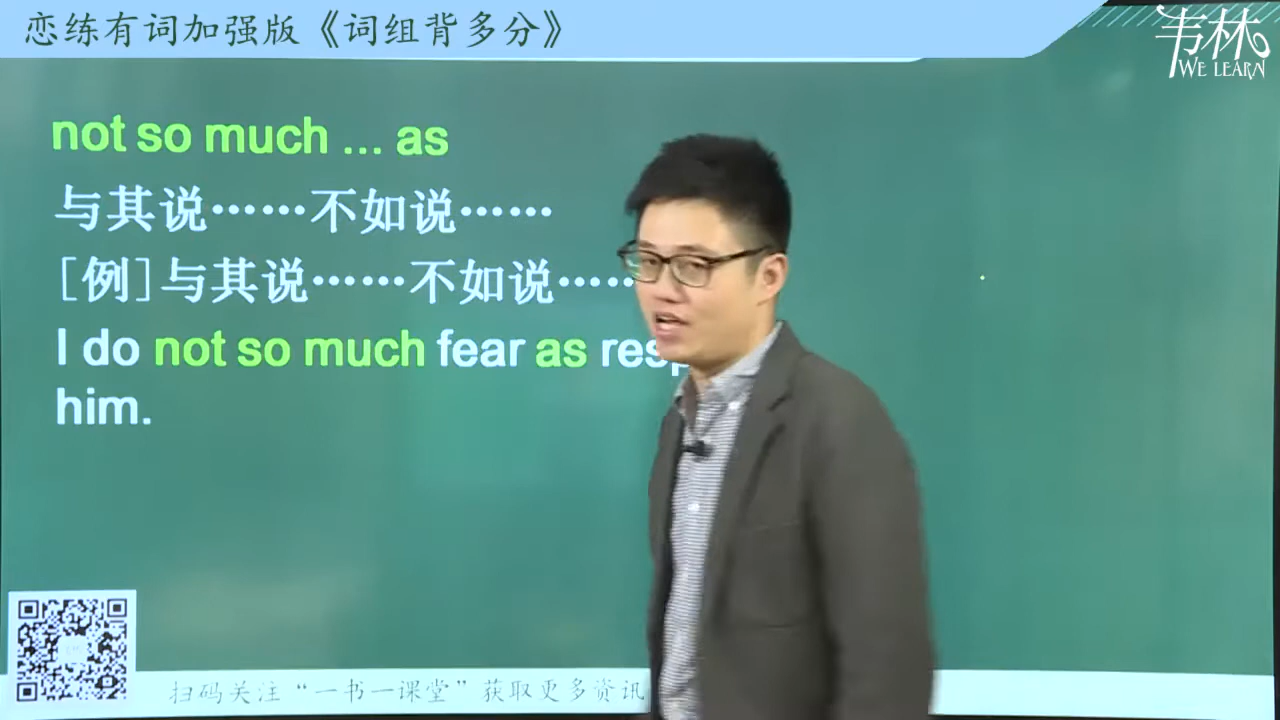 恋练有词加强版《词组背多分》
韦林
WE LEARN
not so much ... as
与其说……不如说……
[例]与其说……不如说……
I do not so much fear as
him.
扫码关注“一书一课堂”获取更多资讯